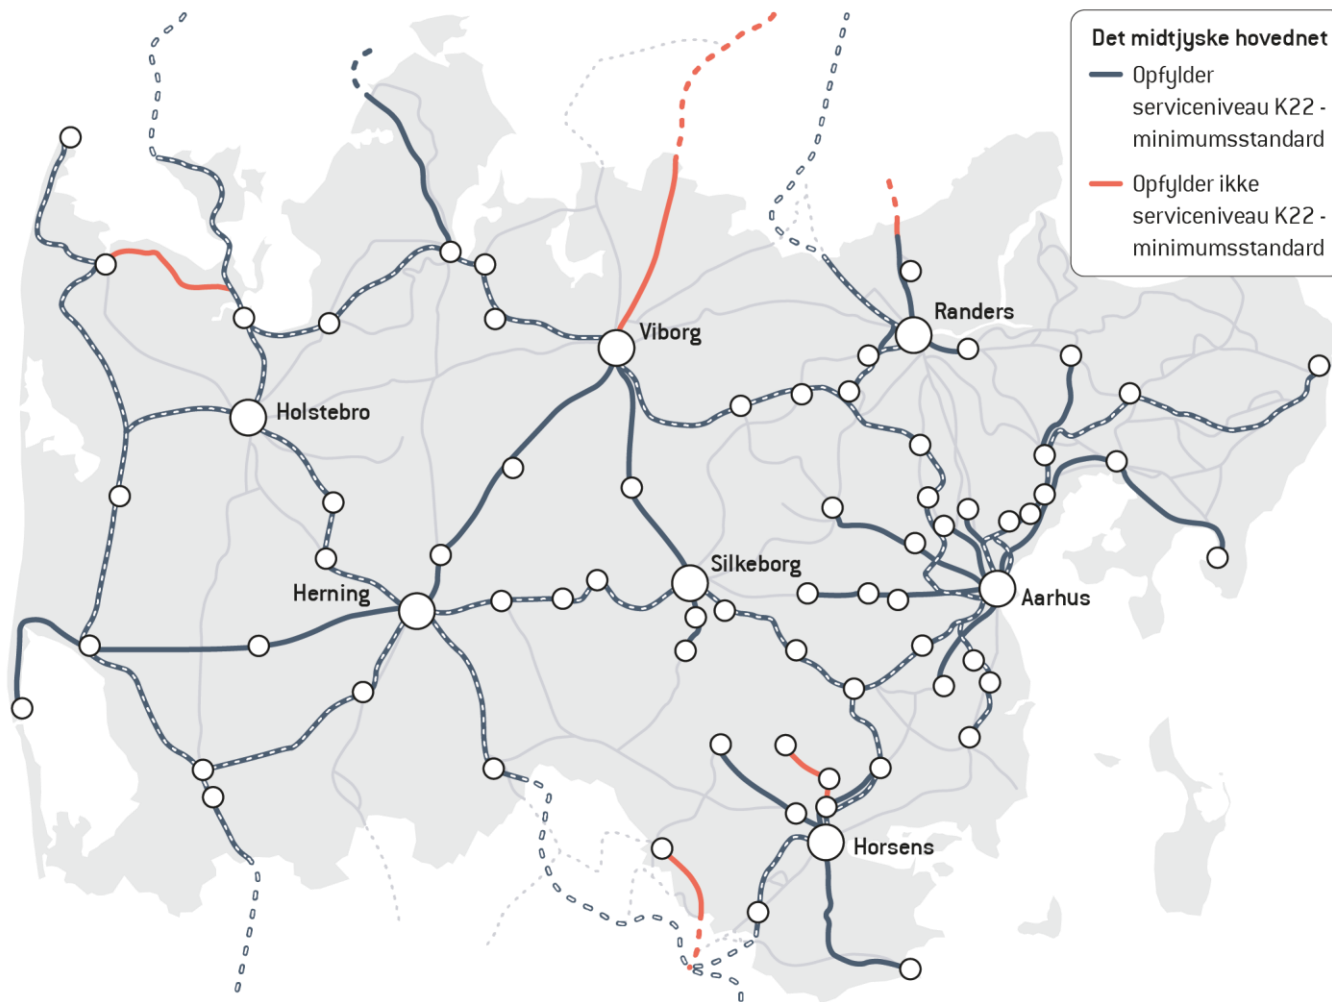 Det midtjyske hovednet
Opfylder
serviceniveau K22 -
minimumsstandard
Opfylder ikke
serviceniveau K22 -
minimumsstandard
Randers
Viborg
Holstebro
Silkeborg
Herning
Aarhus
Horsens